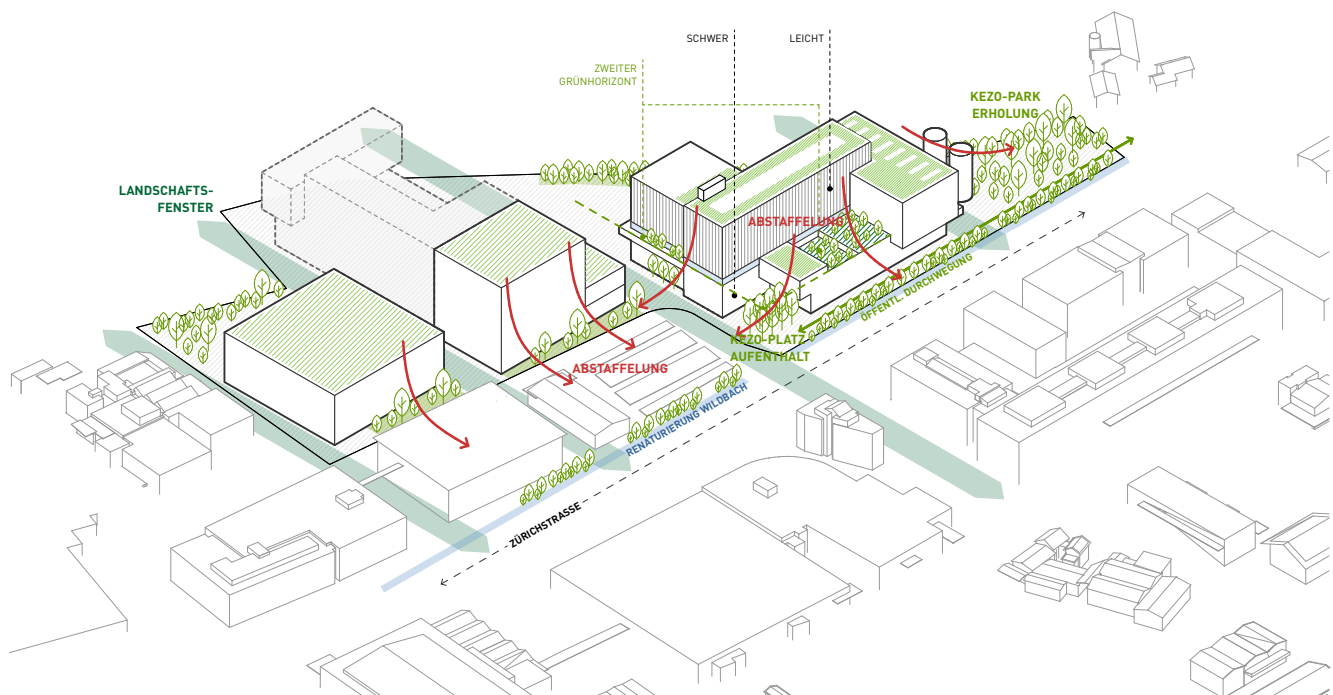 SCHWER
LEICHT
ZWEITER
GRÜNHORIZONT
KEZO-PARK
ERHOLUNG
LANDSCHAFTS-
FENSTER
ABSTAFFELUNG
ÖFFENTL. DURCHWEGUNG
KEZO-PLATZ
AUFENTHALT
ABSTAFFELUNG
RENATURIERUNG WILDBACH
ZÜRICHSTRASSE